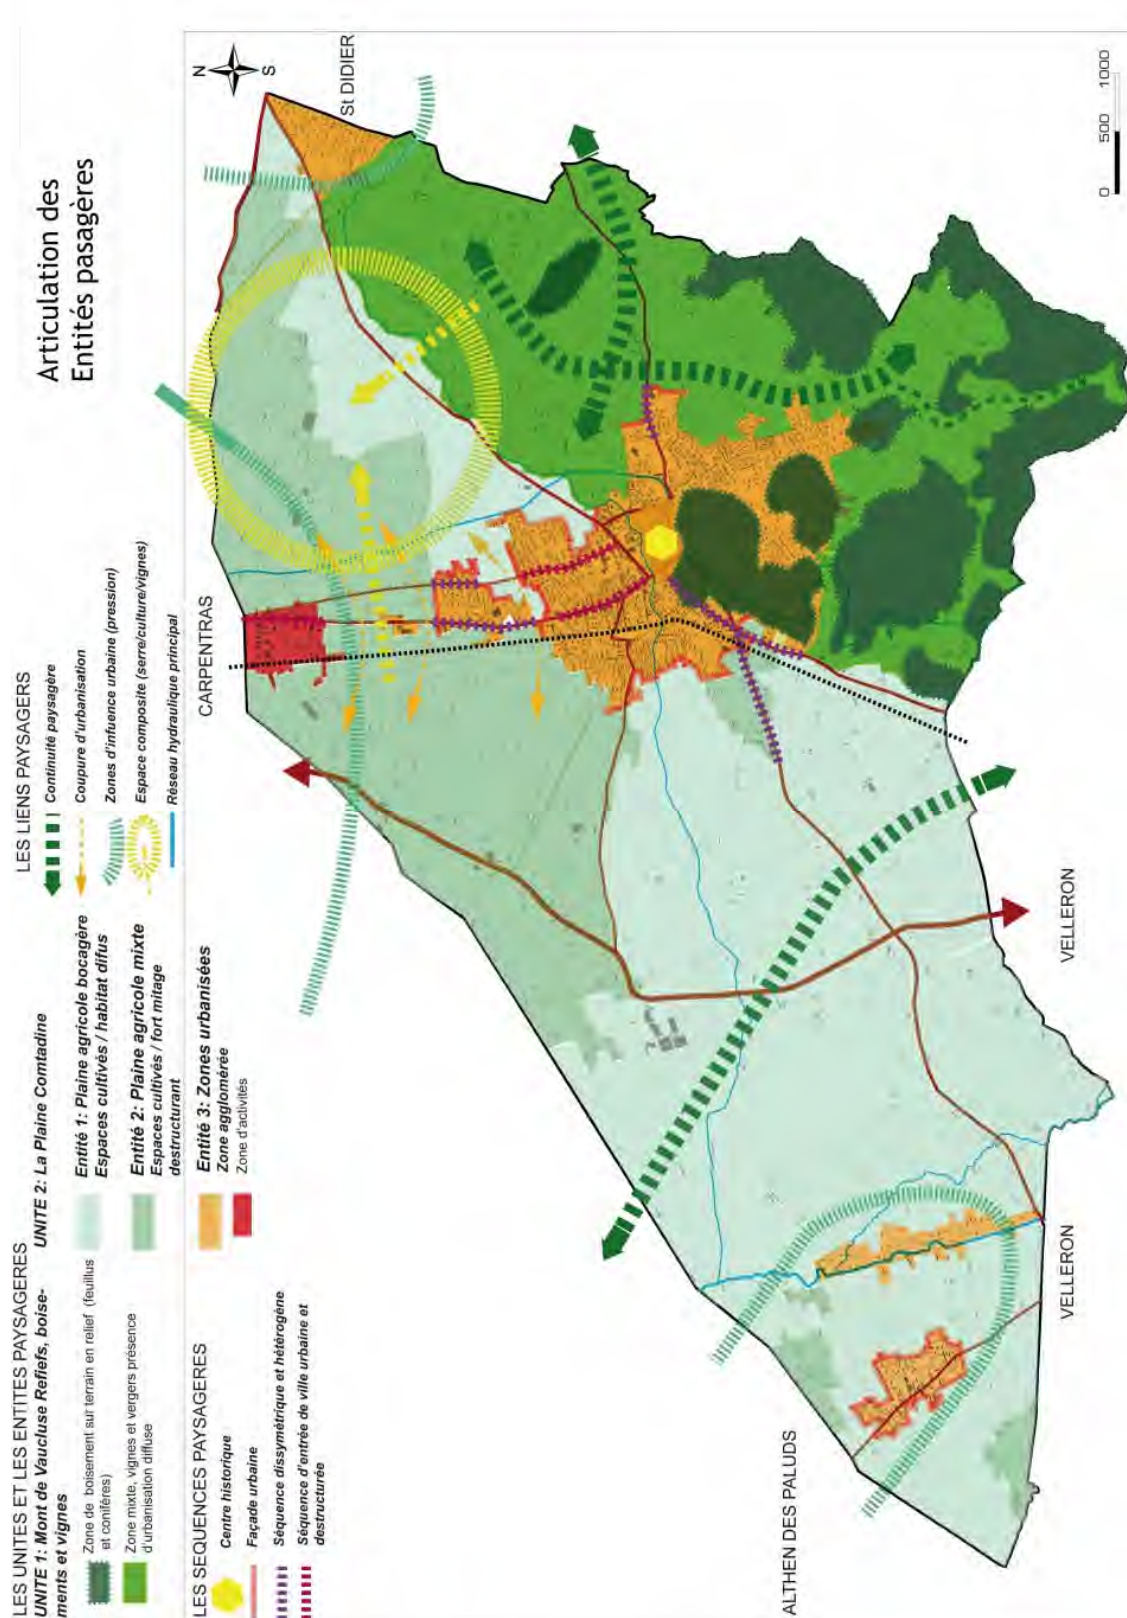 Articulation des
Entités pasagères
N
S
St DIDIER
CARPENTRAS
VELLERON
VELLERON
ALTHEN DES PALUDS
0
500
1000
LES UNITES ET LES ENTITES PAYSAGERES
UNITE 1: Mont de Vaucluse Refiefs, boise-
ments et vignes
Zone de boisement sur terrain en relief (feuillus
et conifères)
Zone mixte, vignes et vergers présence
d'urbanisation diffuse
UNITE 2: La Plaine Comtadine
Entité 1: Plaine agricole bocagère
Espaces cultivés / habitat difus
Entité 2: Plaine agricole mixte
Espaces cultivés / fort mitage
destructurant
Entité 3: Zones urbanisées
Zone agglomérée
Zone d'activités
LES LIENS PAYSAGERS
Continuité paysagère
Coupure d'urbanisation
Zones d'infuence urbaine (pression)
Espace composite (serre/culture/vignes)
Réseau hydraulique principal
LES SEQUENCES PAYSAGERES
Centre historique
Façade urbaine
Séquence dissymétrique et hétérogène
Séquence d'entrée de ville urbaine et
destructurée